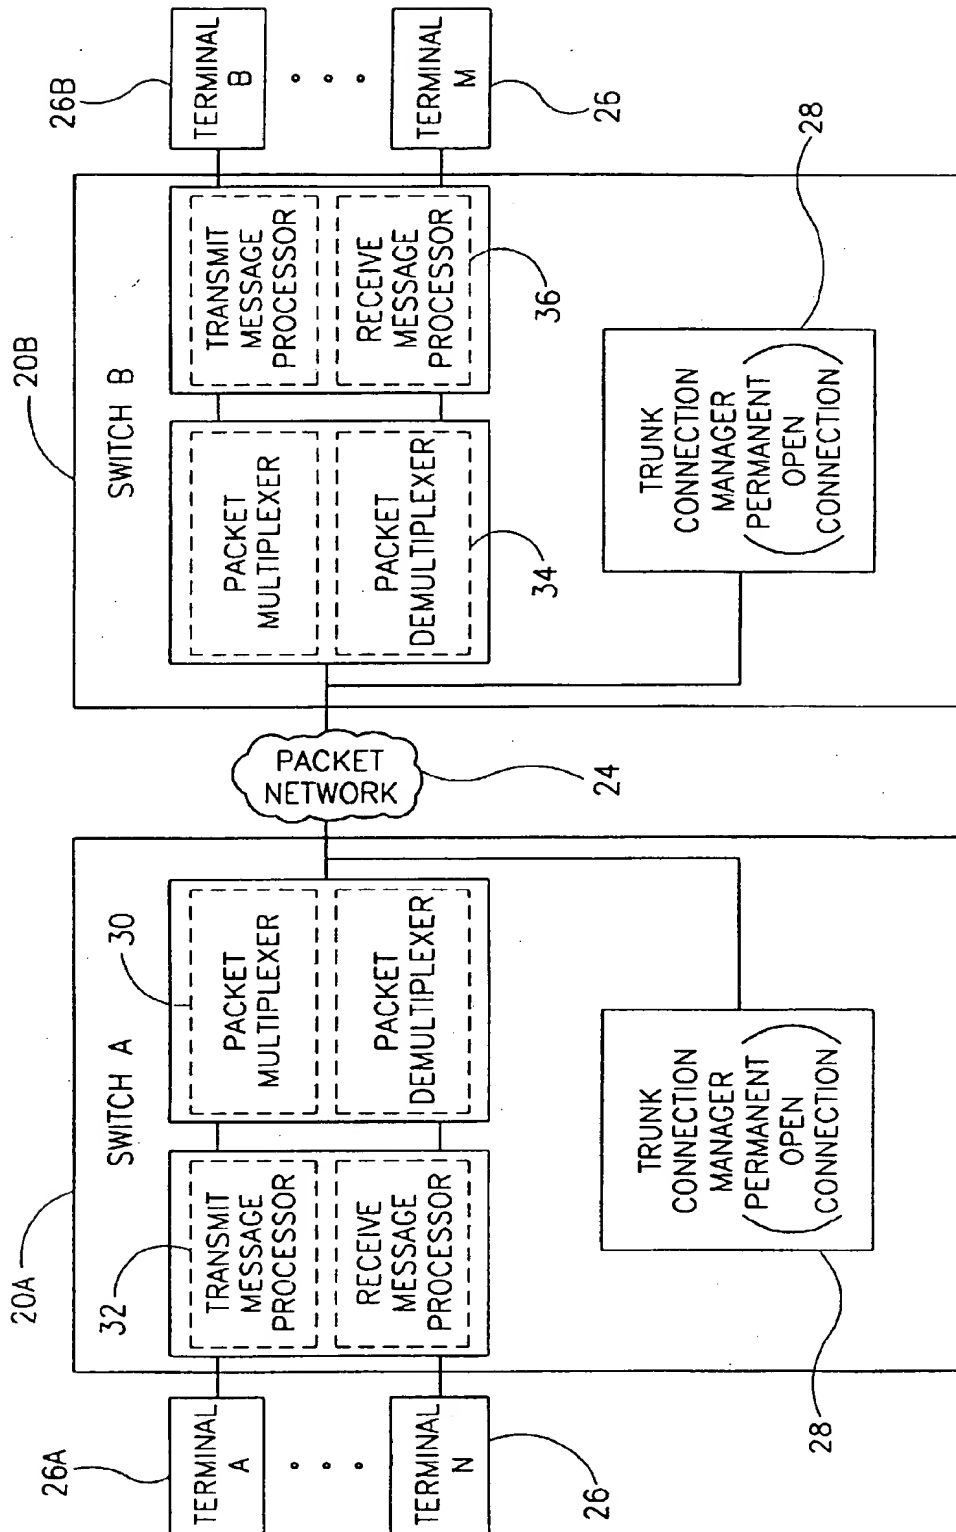 20A
20B
SWITCH A
SWITCH B
26A
TERMINAL
A
TERMINAL
N
26
32
TRANSMIT
MESSAGE
PROCESSOR
RECEIVE
MESSAGE
PROCESSOR
30
PACKET
MULTIPLEXER
PACKET
DEMULTIPLEXER
TRUNK
CONNECTION
MANAGER
(PERMANENT
OPEN
CONNECTION)
28
PACKET
NETWORK
24
PACKET
MULTIPLEXER
PACKET
DEMULTIPLEXER
34
TRANSMIT
MESSAGE
PROCESSOR
RECEIVE
MESSAGE
PROCESSOR
36
TRUNK
CONNECTION
MANAGER
(PERMANENT
OPEN
CONNECTION)
28
26B
TERMINAL
B
TERMINAL
M
26